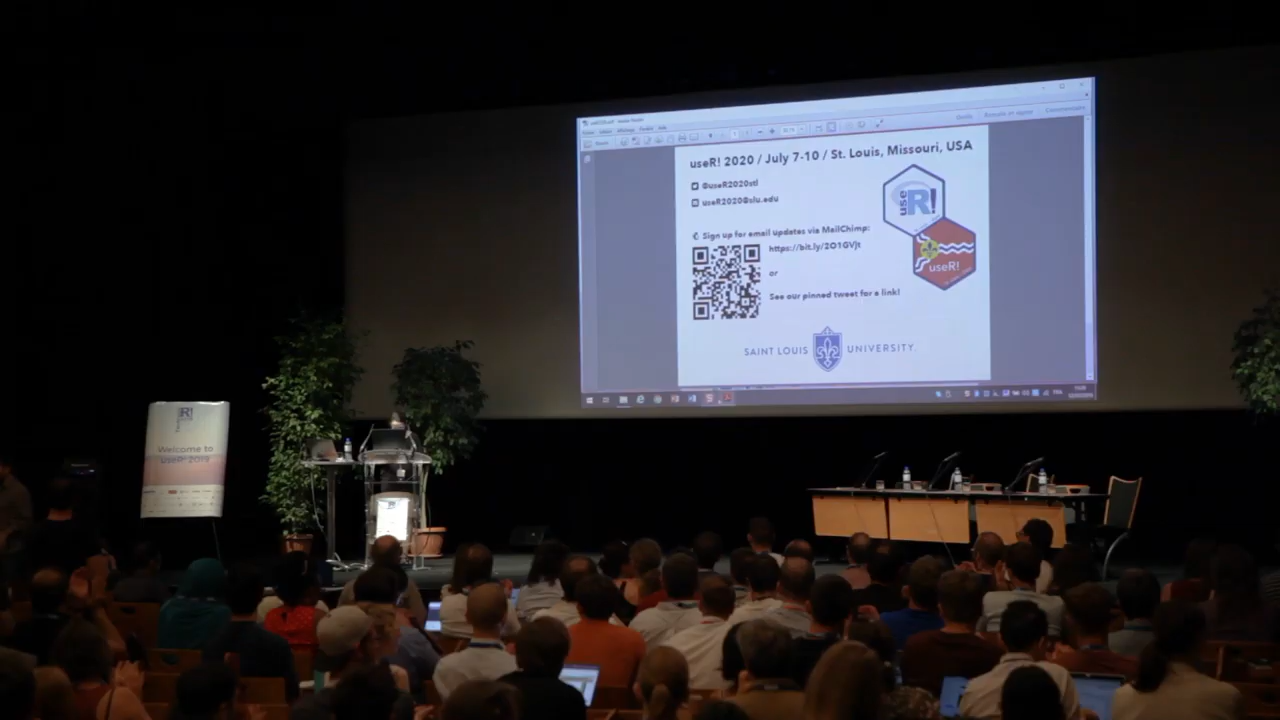 useR! 2020 / July 7-10 / St. Louis, Missouri, USA
@useR2020stl
useR2020@slu.edu
Sign up for email updates via MailChimp:
https://bit.ly/2O1GVjt
or
See our pinned tweet for a link!
use
R!
useR!
SAINT LOUIS UNIVERSITY.
Welcome to
useR! 2019